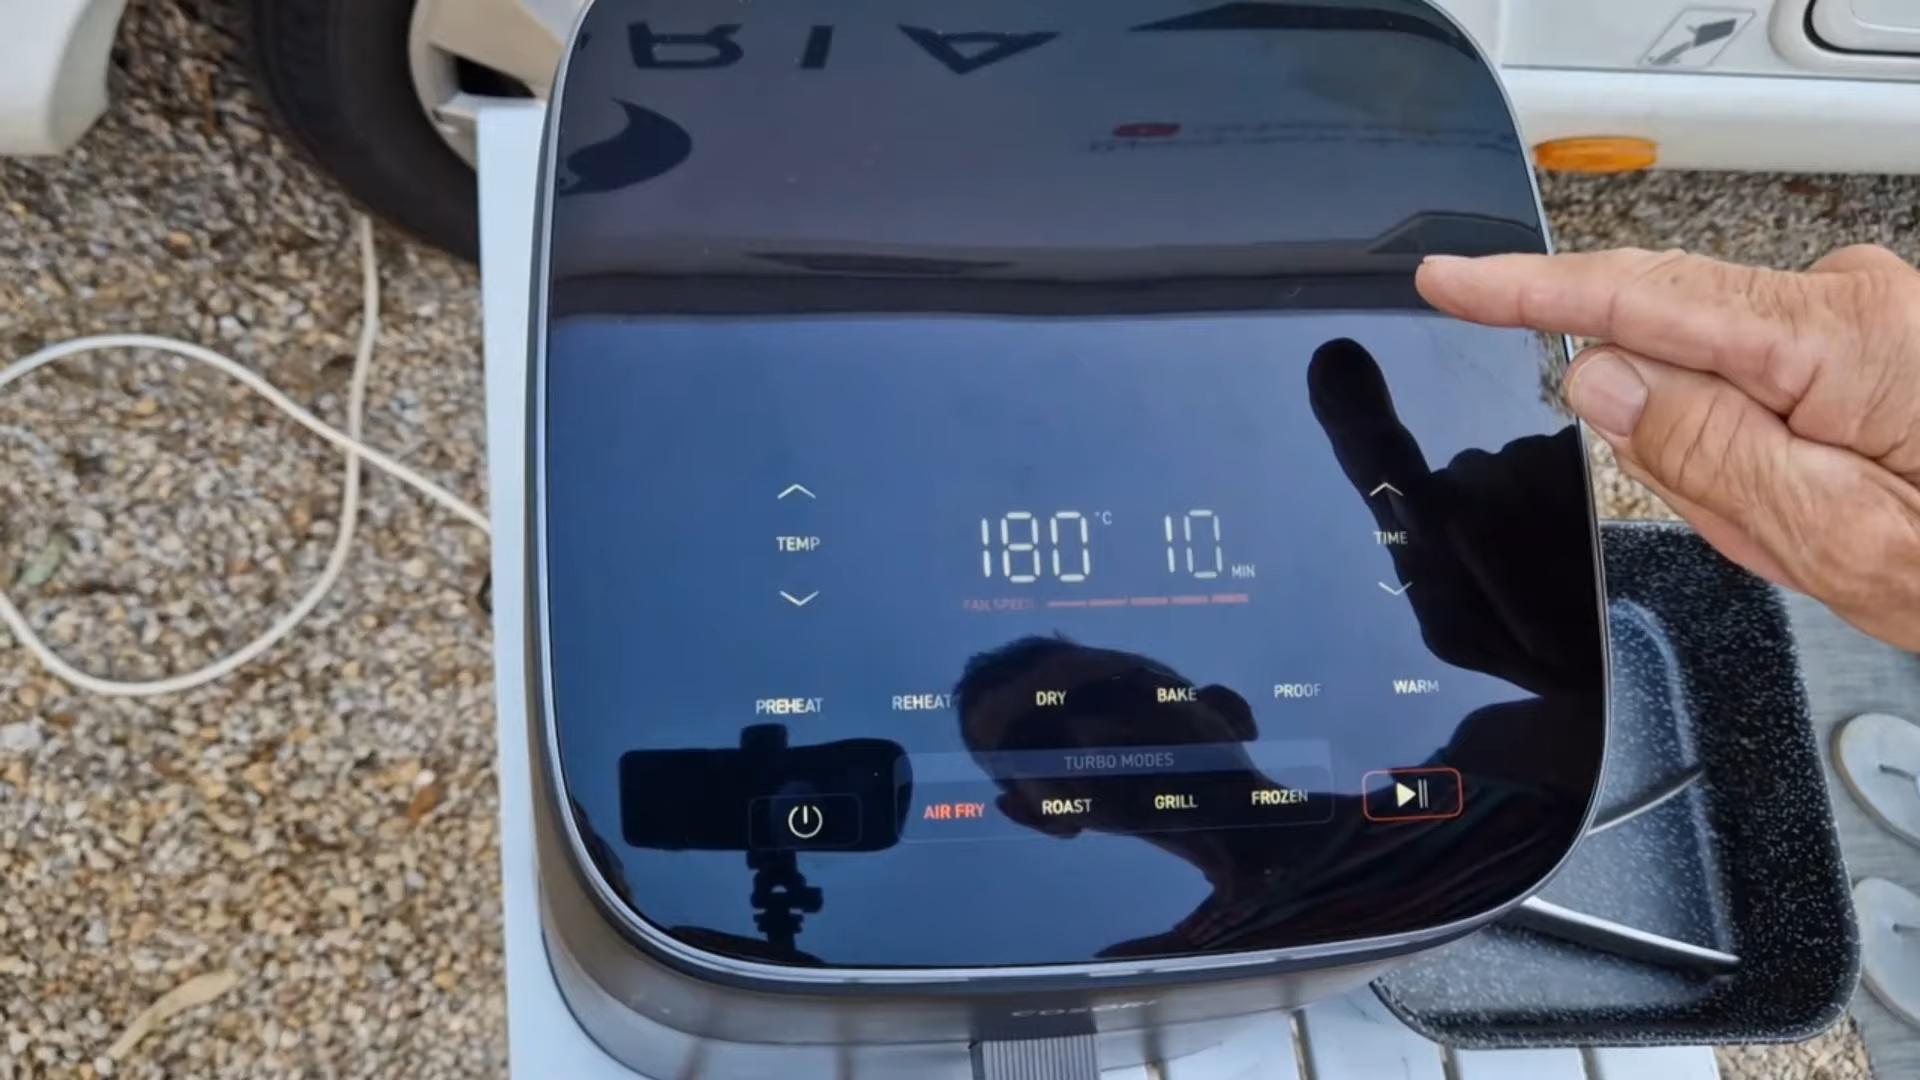 TEMP
180 °C 10 MIN
TIME
FAN SPEED
PREHEAT REHEAT DRY BAKE PROOF WARM
TURBO MODES
AIR FRY ROAST GRILL FROZEN
COSORI